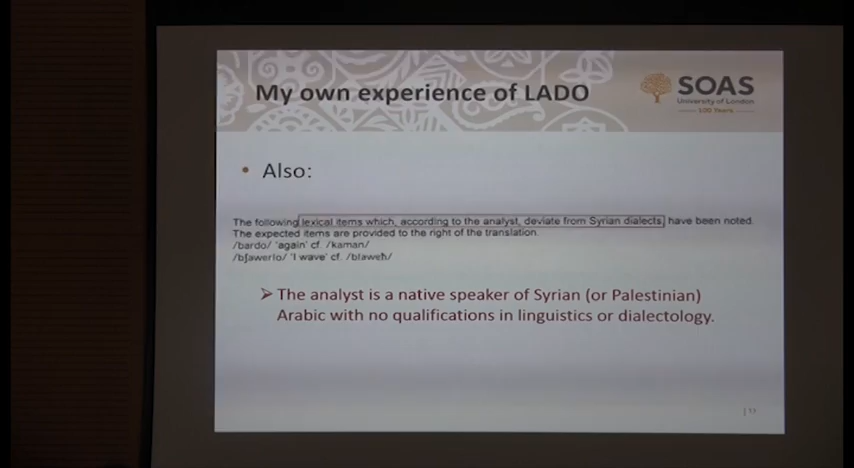 My own experience of LADO
SOAS
University of London
100 Years
• Also:
The following lexical items which, according to the analyst, deviate from Syrian dialects, have been noted.
The expected items are provided to the right of the translation.
/bardo/ 'again' cf. /kaman/
/bʃawerlo/ 'I wave' cf. /blaweħ/
➢ The analyst is a native speaker of Syrian (or Palestinian)
Arabic with no qualifications in linguistics or dialectology.